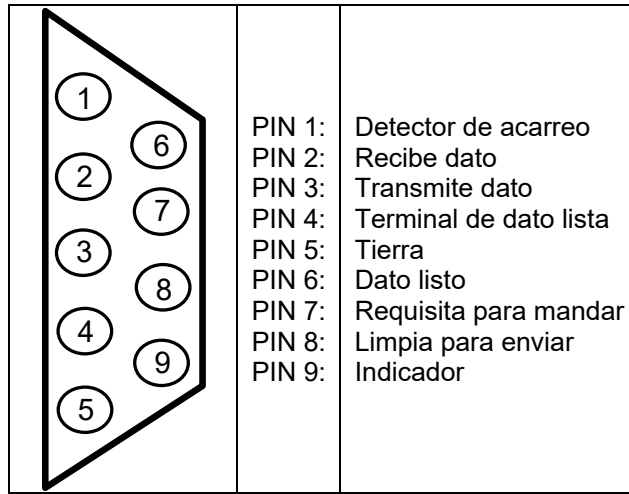 1
6
2
7
3
8
4
9
5
PIN 1: Detector de acarreo
PIN 2: Recibe dato
PIN 3: Transmite dato
PIN 4: Terminal de dato lista
PIN 5: Tierra
PIN 6: Dato listo
PIN 7: Requisita para mandar
PIN 8: Limpia para enviar
PIN 9: Indicador